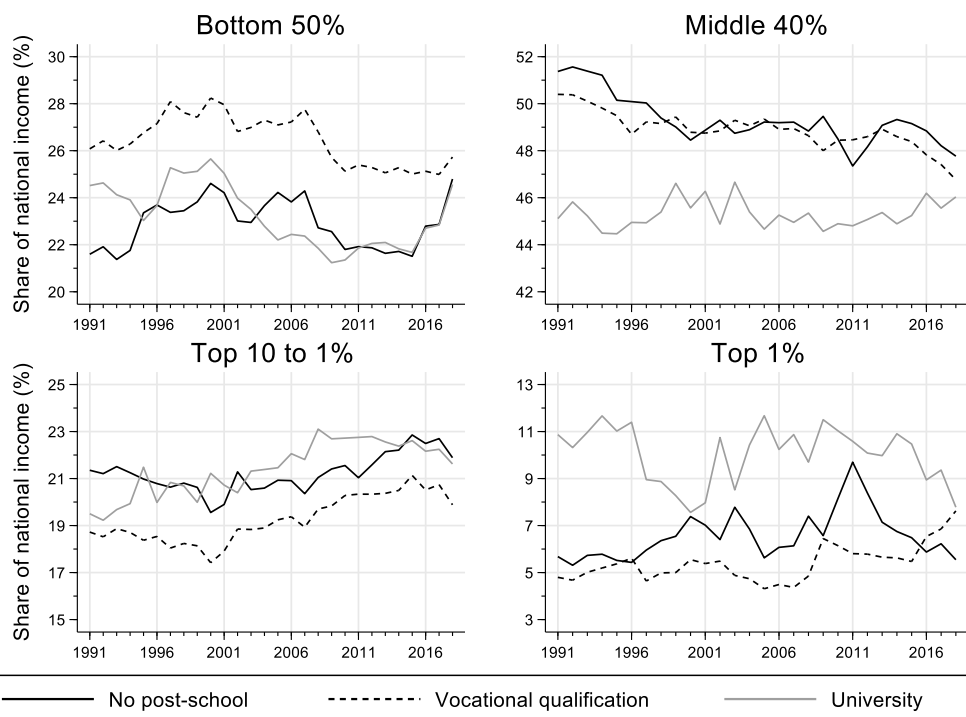 Bottom 50%
Middle 40%
Share of national income (%)
30
28
26
24
22
20
1991 1996 2001 2006 2011 2016
52
50
48
46
44
42
1991 1996 2001 2006 2011 2016
Top 10 to 1%
Top 1%
Share of national income (%)
25
23
21
19
17
15
1991 1996 2001 2006 2011 2016
13
11
9
7
5
3
1991 1996 2001 2006 2011 2016
No post-school Vocational qualification University